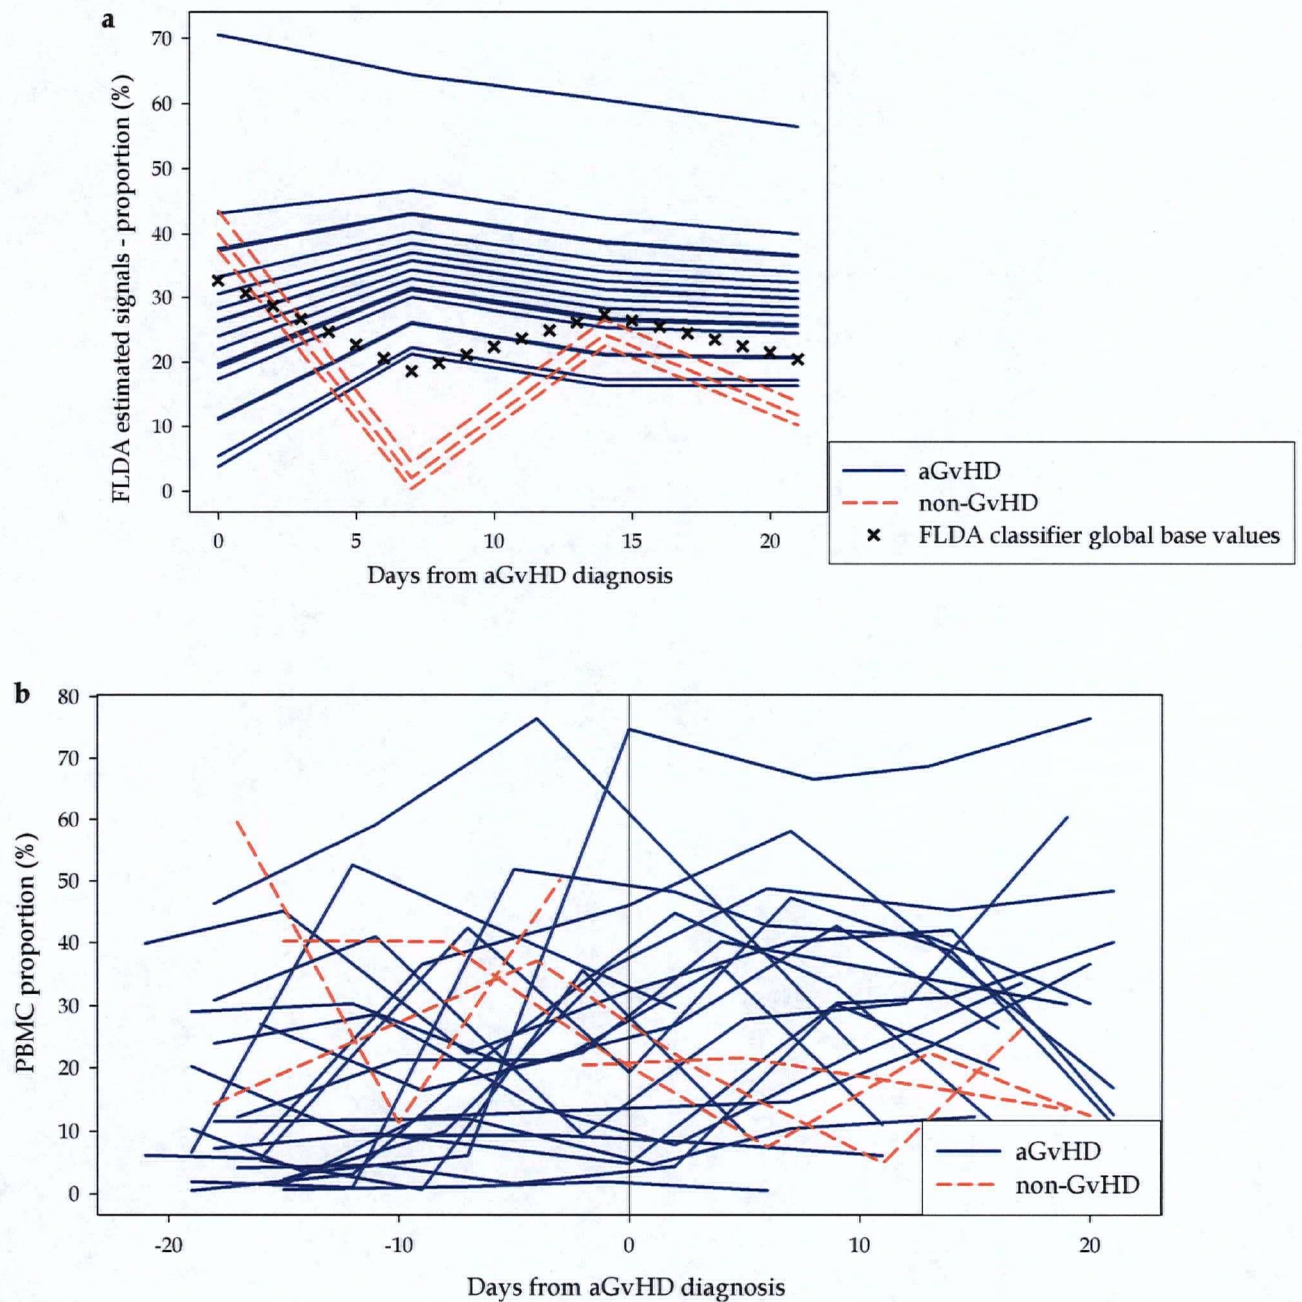 a
FLDA estimated signals - proportion (%)
70
60
50
40
30
20
10
0
0 5 10 15 20
Days from aGvHD diagnosis
aGvHD
non-GvHD
FLDA classifier global base values
b
PBMC proportion (%)
80
70
60
50
40
30
20
10
0
-20 -10 0 10 20
Days from aGvHD diagnosis
aGvHD
non-GvHD